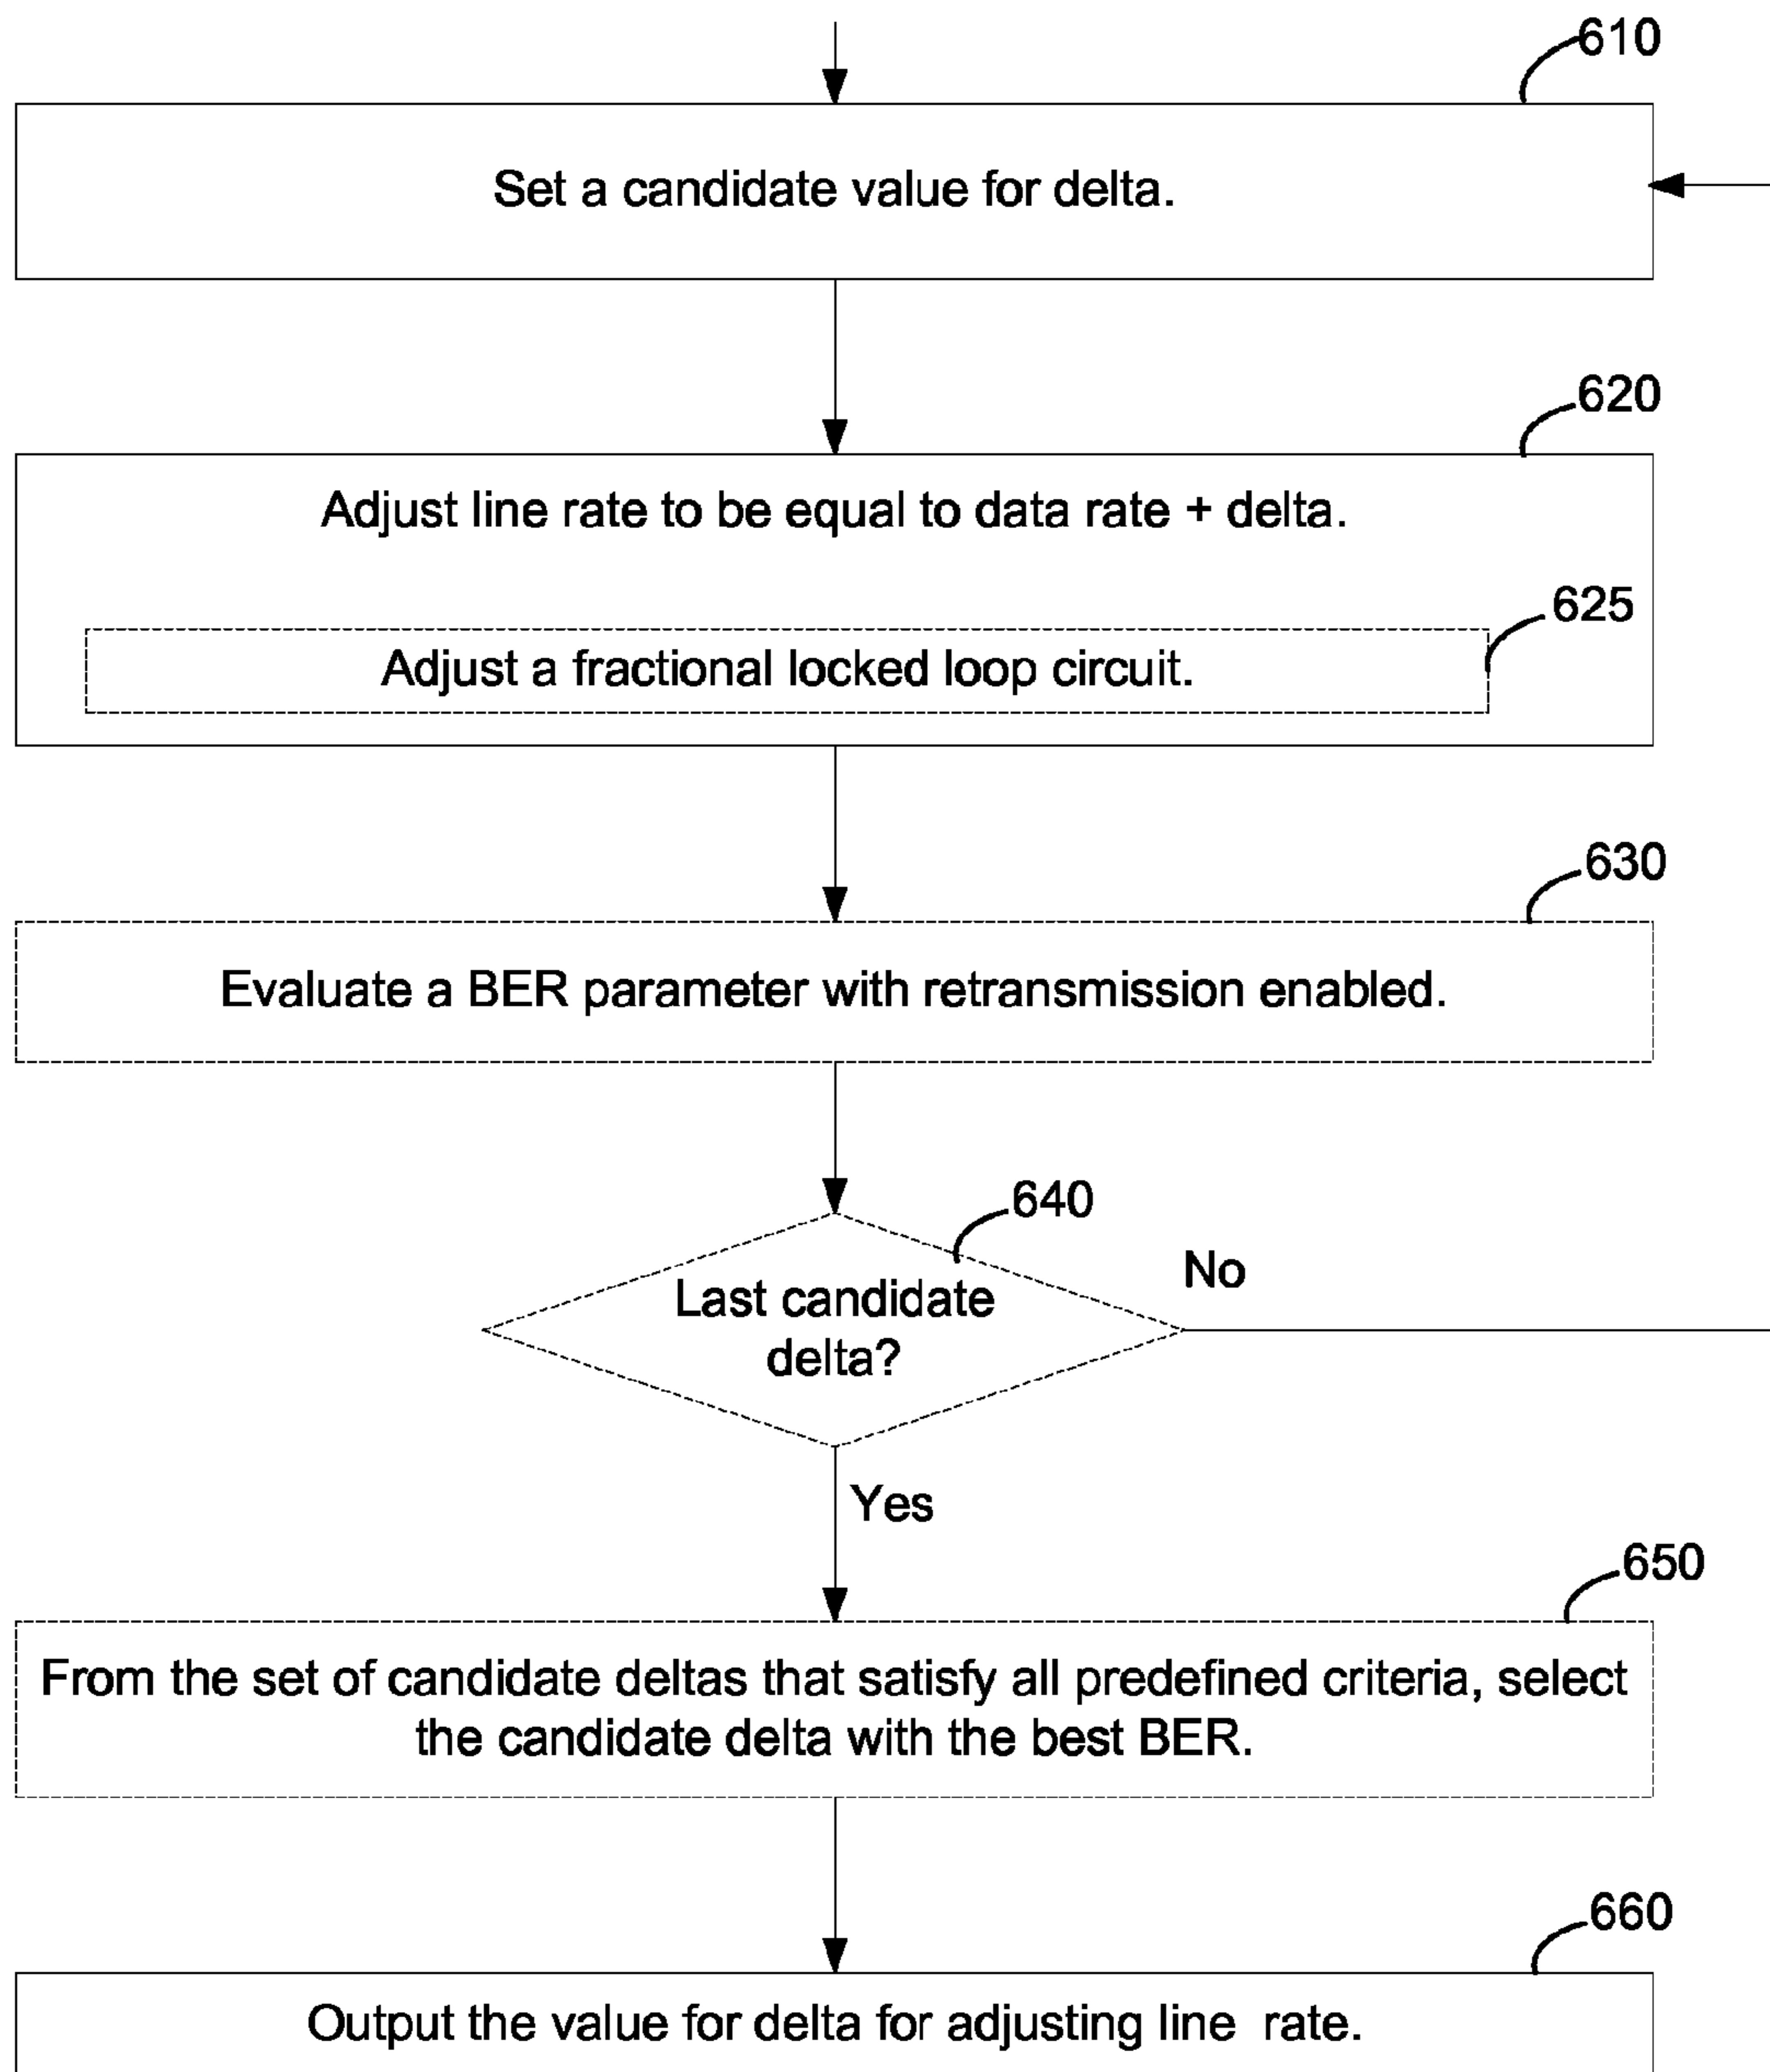 610
Set a candidate value for delta.
620
Adjust line rate to be equal to data rate + delta.
625
Adjust a fractional locked loop circuit.
630
Evaluate a BER parameter with retransmission enabled.
640
Last candidate
delta?
No
Yes
650
From the set of candidate deltas that satisfy all predefined criteria, select
the candidate delta with the best BER.
660
Output the value for delta for adjusting line rate.